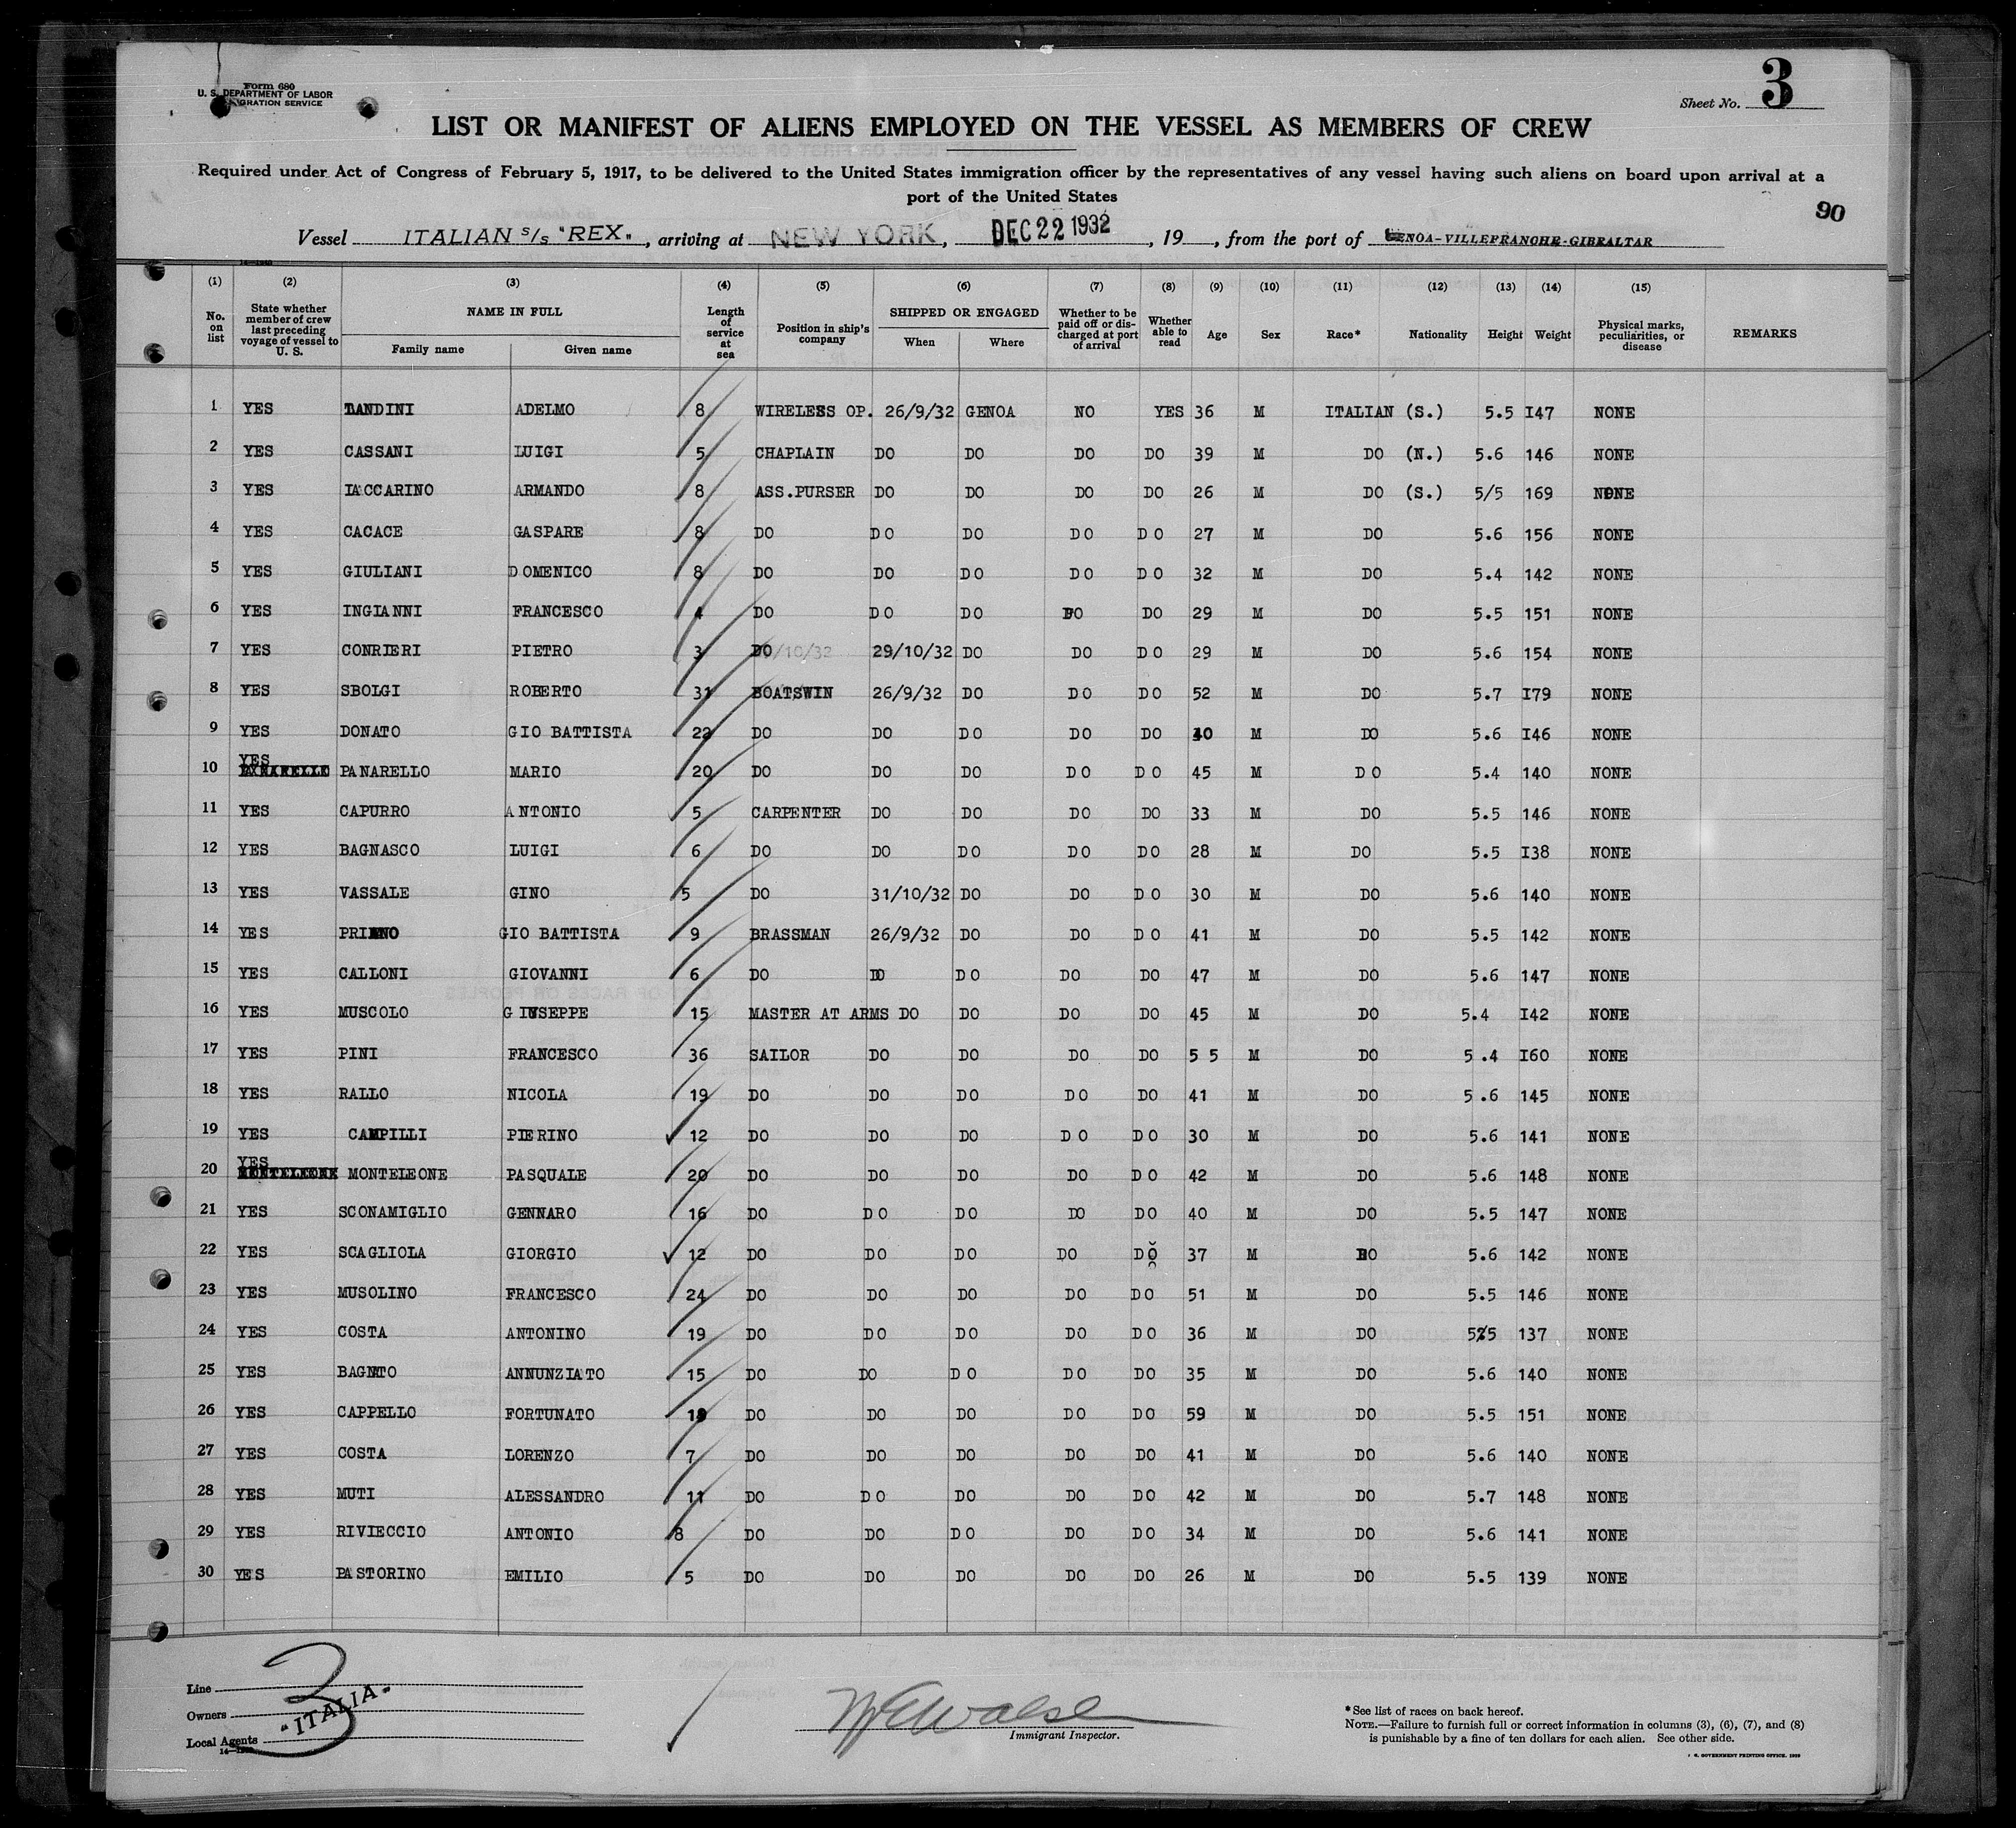 Form 680
U. S. DEPARTMENT OF LABOR
GRATION SERVICE
Sheet No. 3
LIST OR MANIFEST OF ALIENS EMPLOYED ON THE VESSEL AS MEMBERS OF CREW
Required under Act of Congress of February 5, 1917, to be delivered to the United States immigration officer by the representatives of any vessel having such aliens on board upon arrival at a
port of the United States
90
Vessel ITALIAN s/s "REX", arriving at NEW YORK, DEC 22 1932, 19 , from the port of GENOA-VILLEFRANCHE-GIBRALTAR
(1) (2) (3) (4) (5) (6) (7) (8) (9) (10) (11) (12) (13) (14) (15)
No. on list State whether member of crew last preceding voyage of vessel to U. S. NAME IN FULL Length of service at sea Position in ship's company SHIPPED OR ENGAGED Whether to be paid off or discharged at port of arrival Whether able to read Age Sex Race* Nationality Height Weight Physical marks, peculiarities, or disease REMARKS
Family name Given name When Where
1 YES BANDINI ADELMO 8 WIRELESS OP. 26/9/32 GENOA NO YES 36 M ITALIAN (S.) 5.5 I47 NONE
2 YES CASSANI LUIGI 5 CHAPLAIN DO DO DO DO 39 M DO (N.) 5.6 146 NONE
3 YES IACCARINO ARMANDO 8 ASS.PURSER DO DO DO DO 26 M DO (S.) 5/5 169 NONE
4 YES CACACE GASPARE 8 DO DO DO DO DO 27 M DO 5.6 156 NONE
5 YES GIULIANI DOMENICO 8 DO DO DO DO DO 32 M DO 5.4 142 NONE
6 YES INGIANNI FRANCESCO 4 DO DO DO DO DO 29 M DO 5.5 151 NONE
7 YES CONRIERI PIETRO 3 DO 29/10/32 DO DO DO 29 M DO 5.6 154 NONE
8 YES SBOLGI ROBERTO 31 BOATSWIN 26/9/32 DO DO DO 52 M DO 5.7 I79 NONE
9 YES DONATO GIO BATTISTA 22 DO DO DO DO DO 40 M DO 5.6 I46 NONE
10 YES PANARELLO MARIO 20 DO DO DO DO DO 45 M DO 5.4 140 NONE
11 YES CAPURRO ANTONIO 5 CARPENTER DO DO DO DO 33 M DO 5.5 146 NONE
12 YES BAGNASCO LUIGI 6 DO DO DO DO DO 28 M DO 5.5 I38 NONE
13 YES VASSALE GINO 5 DO 31/10/32 DO DO DO 30 M DO 5.6 140 NONE
14 YES GIO BATTISTA 9 BRASSMAN 26/9/32 DO DO DO 41 M DO 5.5 142 NONE
15 YES CALLONI GIOVANNI 6 DO DO DO DO DO 47 M DO 5.6 147 NONE
16 YES MUSCOLO GIUSEPPE 15 MASTER AT ARMS DO DO DO DO 45 M DO 5.4 I42 NONE
17 YES PINI FRANCESCO 36 SAILOR DO DO DO DO 5 5 M DO 5 .4 I60 NONE
18 YES RALLO NICOLA 19 DO DO DO DO DO 41 M DO 5 .6 145 NONE
19 YES CAMPILLI PIERINO 12 DO DO DO DO DO 30 M DO 5.6 141 NONE
20 YES MONTELEONE PASQUALE 20 DO DO DO DO DO 42 M DO 5.6 148 NONE
21 YES SCONAMIGLIO GENNARO 16 DO DO DO DO DO 40 M DO 5.5 147 NONE
22 YES SCAGLIOLA GIORGIO 12 DO DO DO DO DO 37 M DO 5.6 142 NONE
23 YES MUSOLINO FRANCESCO 24 DO DO DO DO DO 51 M DO 5.5 146 NONE
24 YES COSTA ANTONINO 19 DO DO DO DO DO 36 M DO 5.5 137 NONE
25 YES BAGNATO ANNUNZIATO 15 DO DO DO DO DO 35 M DO 5.6 140 NONE
26 YES CAPPELLO FORTUNATO DO DO DO DO DO 59 M DO 5.5 151 NONE
27 YES COSTA LORENZO 7 DO DO DO DO DO 41 M DO 5.6 140 NONE
28 YES MUTI ALESSANDRO 11 DO DO DO DO DO 42 M DO 5.7 148 NONE
29 YES RIVIECCIO ANTONIO 8 DO DO DO DO DO 34 M DO 5.6 141 NONE
30 YES PASTORINO EMILIO 5 DO DO DO DO DO 26 M DO 5.5 139 NONE
3
Line
Owners "ITALIA"
Local Agents
Immigrant Inspector.
*See list of races on back hereof.
NOTE.—Failure to furnish full or correct information in columns (3), (6), (7), and (8)
is punishable by a fine of ten dollars for each alien. See other side.
GOVERNMENT PRINTING OFFICE